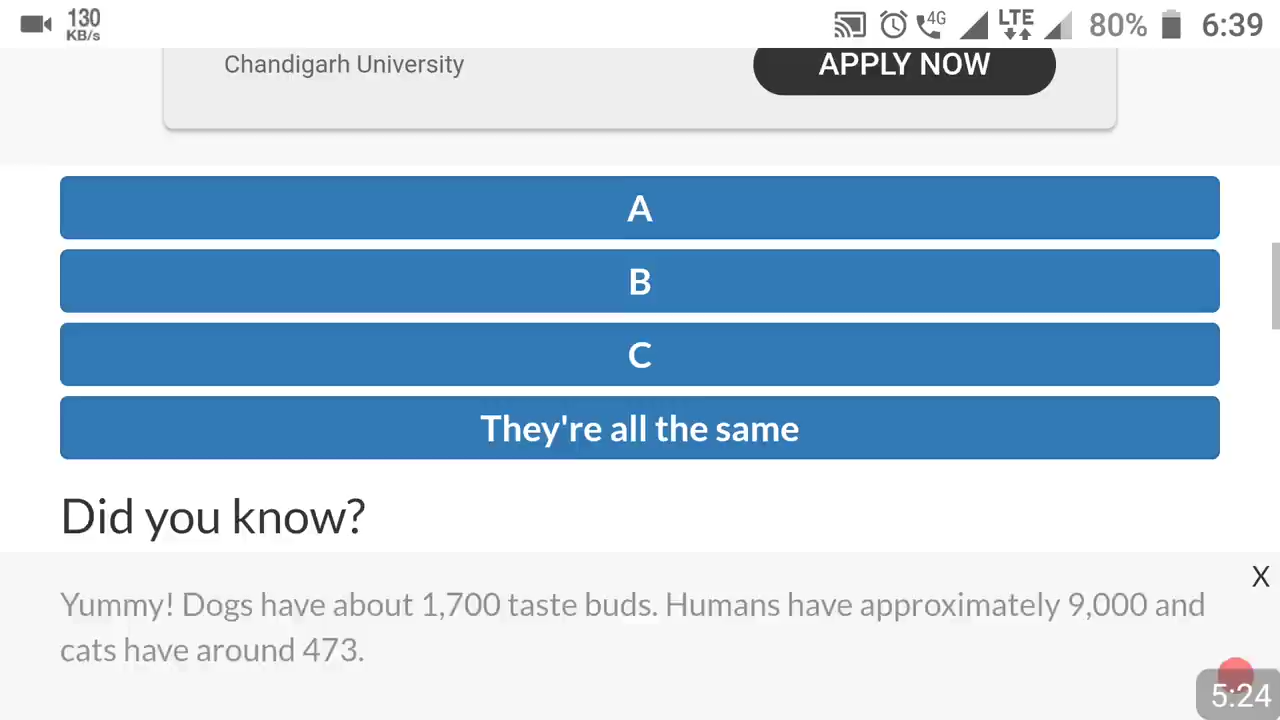 130
KB/s
4G
LTE
80%
6:39
Chandigarh University
APPLY NOW
A
B
C
They're all the same
Did you know?
X
Yummy! Dogs have about 1,700 taste buds. Humans have approximately 9,000 and
cats have around 473.
5:24